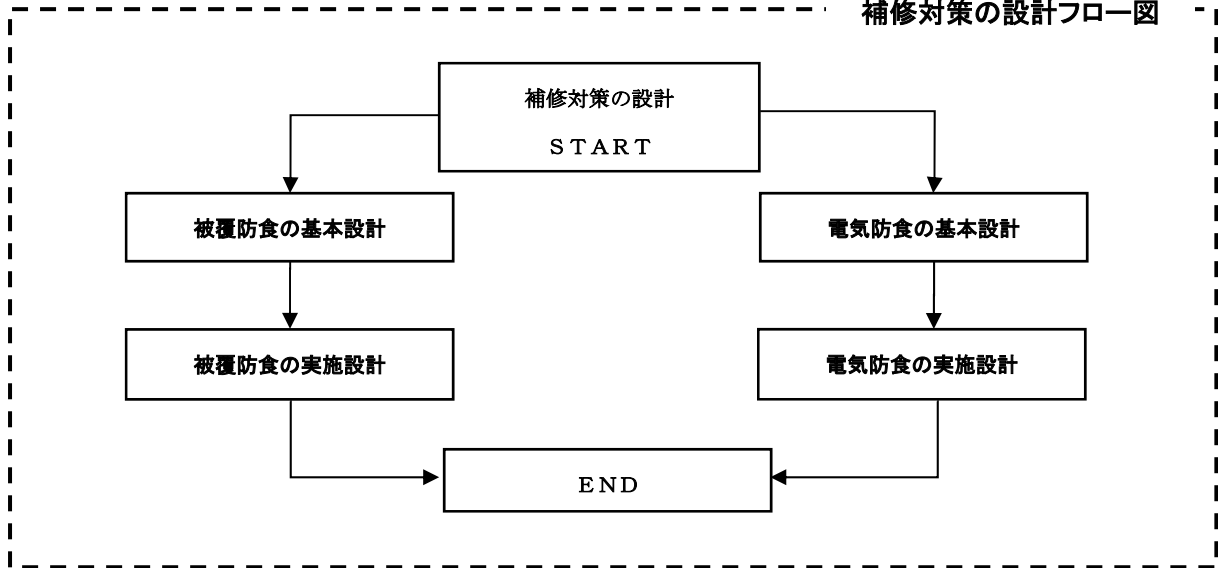 補修対策の設計フロー図
補修対策の設計
ＳＴＡＲＴ
被覆防食の基本設計
電気防食の基本設計
被覆防食の実施設計
電気防食の実施設計
ＥＮＤ